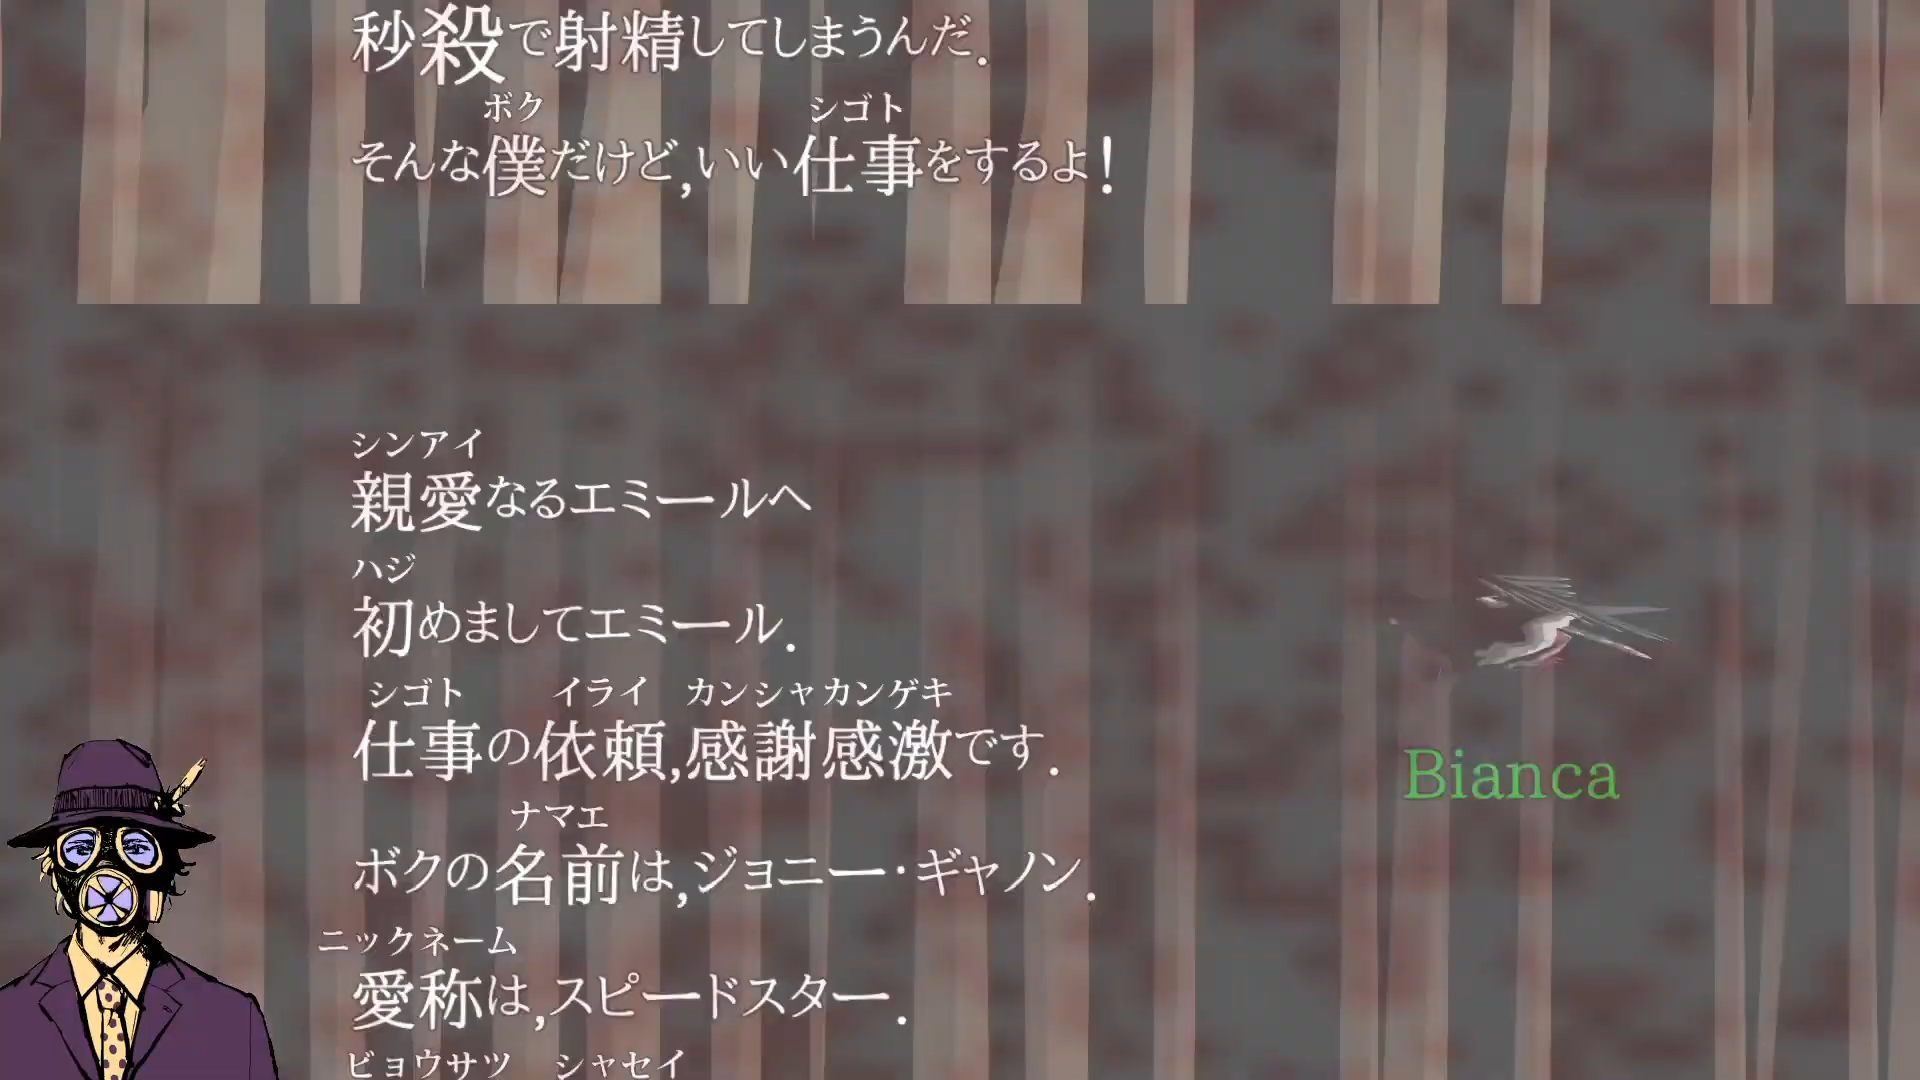 秒殺で射精してしまうんだ.
ボク シゴト
そんな僕だけど,いい仕事をするよ!
シンアイ
親愛なるエミールへ
ハジ
初めましてエミール.
シゴト イライ カンシャカンゲキ
仕事の依頼,感謝感激です.
ナマエ
ボクの名前は,ジョニー・ギャノン.
ニックネーム
愛称は,スピードスター.
ビョウサツ シャセイ
Bianca